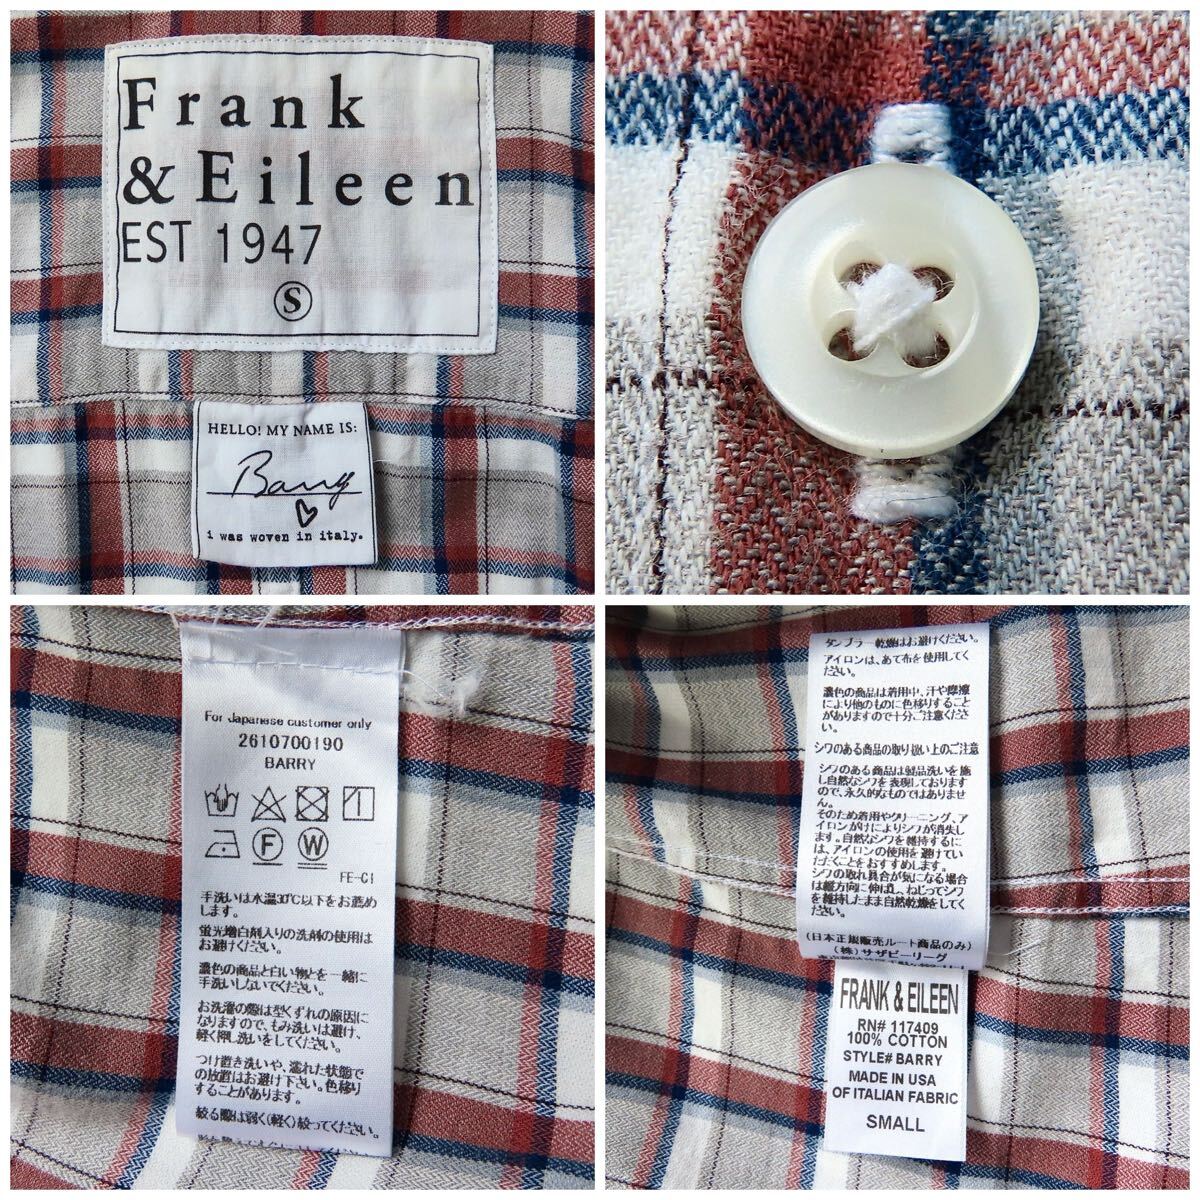 Frank
& Eileen
EST 1947
S
HELLO! MY NAME IS:
Barry
i was woven in italy.
For Japanese customer only
2610700190
BARRY
F W
FE-CI
手洗いは水温30℃以下をお薦め
します。
蛍光増白剤入りの洗剤の使用は
お避けください。
濃色の商品と白い物とを一緒に
手洗いしないでください。
お洗濯の際は型くずれの原因に
なりますので、もみ洗いは避け、
軽く押し洗いをしてください。
つけ置き洗いや、濡れた状態で
の放置はお避け下さい。色移り
することがあります。
絞る際は弱く(軽く)絞ってください。
タンブラー乾燥はお避けください。
アイロンは、あて布を使用してく
ださい。
濃色の商品は着用中、汗や摩擦
により他のものに色移りすること
がありますので十分ご注意くださ
い。
シワのある商品の取り扱い上のご注意
シワのある商品は製品洗いを施
し自然なシワを表現しております
ので、永久的なものではありませ
ん。
そのため着用やクリーニング、ア
イロンがけによりシワが消失し
ます。自然なシワを維持するに
は、アイロンの使用を避けてい
ただくことをおすすめします。
シワの取れ具合が気になる場合
は縦方向に伸ばし、ねじってシワ
を維持したまま自然乾燥をしてく
ださい。
(日本正規販売ルート商品のみ)
(株)サザビーリーグ
FRANK & EILEEN
RN# 117409
100% COTTON
STYLE# BARRY
MADE IN USA
OF ITALIAN FABRIC
SMALL